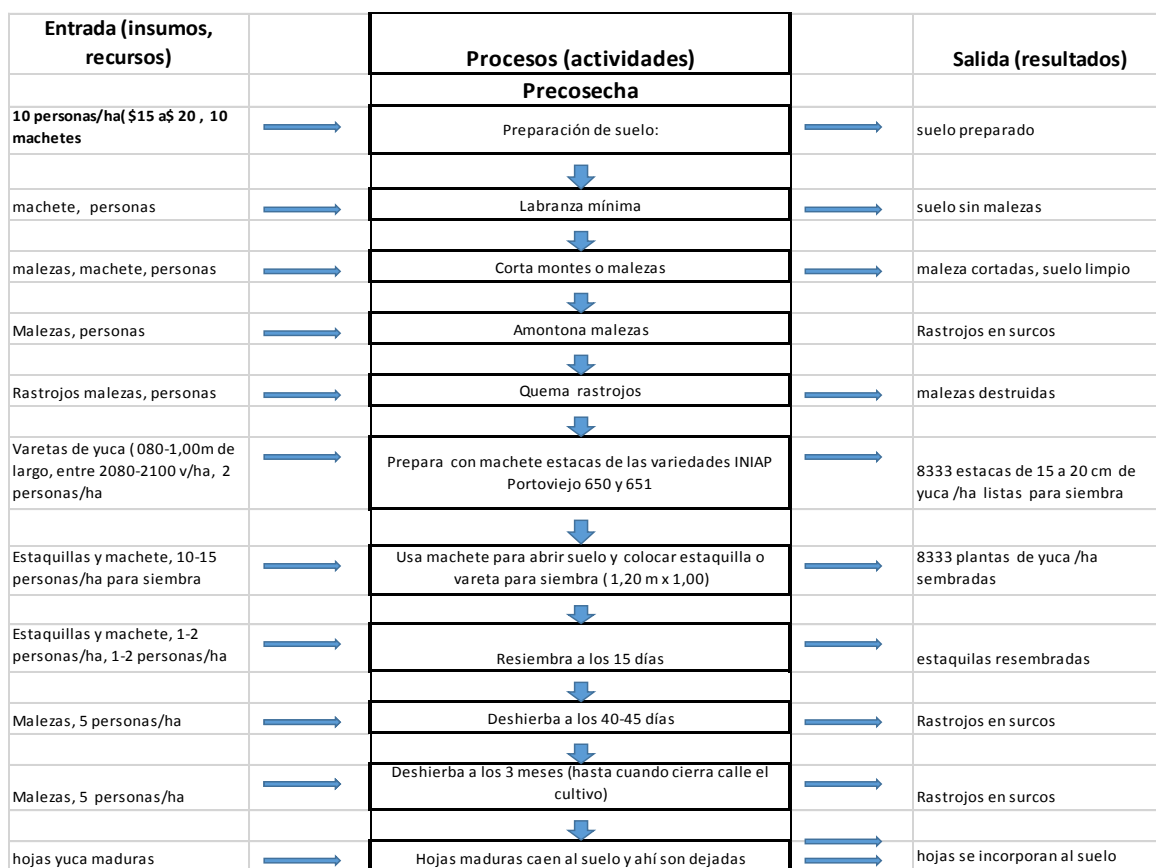 Entrada (insumos,
recursos)
Procesos (actividades)
Salida (resultados)
Precosecha
10 personas/ha( $15 a$ 20 , 10
machetes
Preparación de suelo:
suelo preparado
machete, personas
Labranza mínima
suelo sin malezas
malezas, machete, personas
Corta montes o malezas
maleza cortadas, suelo limpio
Malezas, personas
Amontona malezas
Rastrojos en surcos
Rastrojos malezas, personas
Quema rastrojos
malezas destruidas
Varetas de yuca ( 080-1,00m de
largo, entre 2080-2100 v/ha, 2
personas/ha
Prepara con machete estacas de las variedades INIAP
Portoviejo 650 y 651
8333 estacas de 15 a 20 cm de
yuca /ha listas para siembra
Estaquillas y machete, 10-15
personas/ha para siembra
Usa machete para abrir suelo y colocar estaquilla o
vareta para siembra ( 1,20 m x 1,00)
8333 plantas de yuca /ha
sembradas
Estaquillas y machete, 1-2
personas/ha, 1-2 personas/ha
Resiembra a los 15 días
estaquilas resembradas
Malezas, 5 personas/ha
Deshierba a los 40-45 días
Rastrojos en surcos
Malezas, 5 personas/ha
Deshierba a los 3 meses (hasta cuando cierra calle el
cultivo)
Rastrojos en surcos
hojas yuca maduras
Hojas maduras caen al suelo y ahí son dejadas
hojas se incorporan al suelo